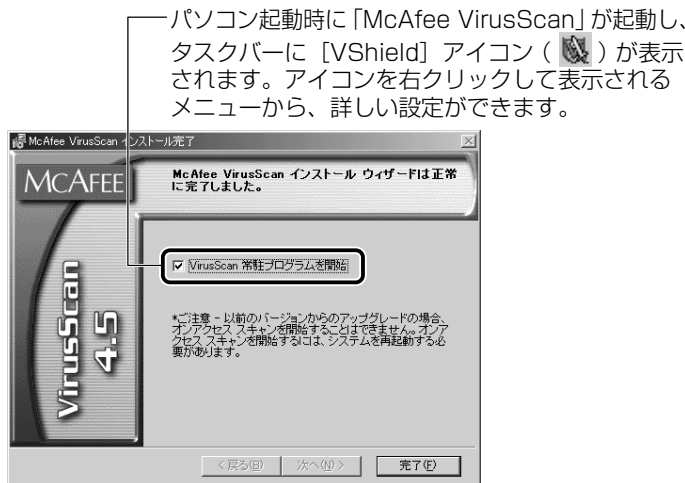 パソコン起動時に「McAfee VirusScan」が起動し、
タスクバーに［VShield］アイコン（ ）が表示
されます。アイコンを右クリックして表示される
メニューから、詳しい設定ができます。
McAfee VirusScan インストール完了
McAFEE
McAfee VirusScan インストール ウィザードは正常
に完了しました。
VirusScan 4.5
VirusScan 常駐プログラムを開始
*ご注意 - 以前のバージョンからのアップグレードの場合、
オンアクセス スキャンを開始することはできません。オンア
クセス スキャンを開始するには、システムを再起動する必
要があります。
< 戻る(B)
次へ(N) >
完了(F)